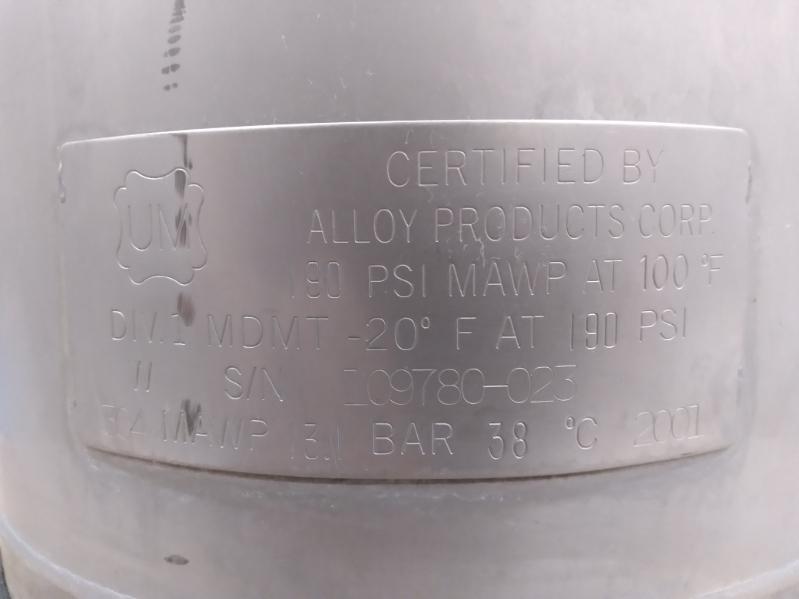 UM
CERTIFIED BY
ALLOY PRODUCTS CORP.
190 PSI MAWP AT 100 °F
DIV.1 MDMT -20° F AT 190 PSI
S/N 109780-023
304 MAWP 13.1 BAR 38 °C 2001